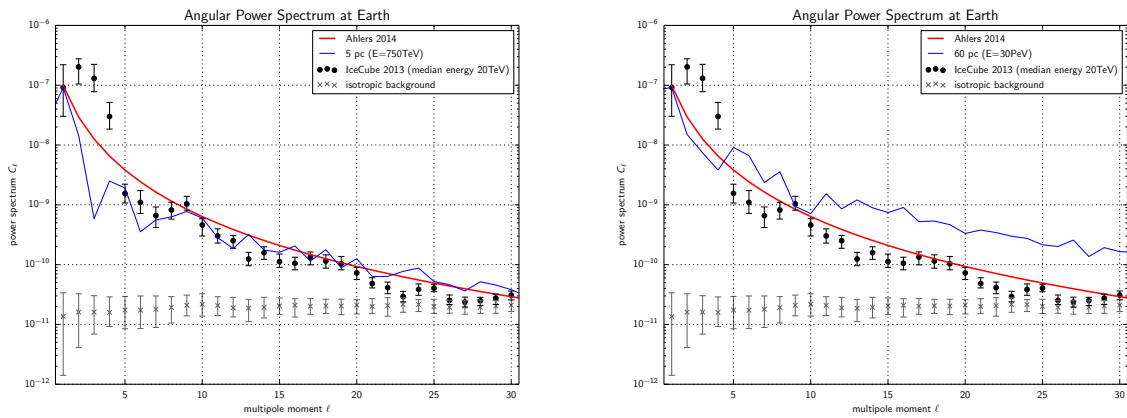 Angular Power Spectrum at Earth
10⁻⁶
10⁻⁷
10⁻⁸
10⁻⁹
10⁻¹⁰
10⁻¹¹
10⁻¹²
power spectrum Cℓ
Ahlers 2014
5 pc (E=750TeV)
IceCube 2013 (median energy 20TeV)
isotropic background
5 10 15 20 25 30
multipole moment ℓ
Angular Power Spectrum at Earth
10⁻⁶
10⁻⁷
10⁻⁸
10⁻⁹
10⁻¹⁰
10⁻¹¹
10⁻¹²
power spectrum Cℓ
Ahlers 2014
60 pc (E=30PeV)
IceCube 2013 (median energy 20TeV)
isotropic background
5 10 15 20 25 30
multipole moment ℓ